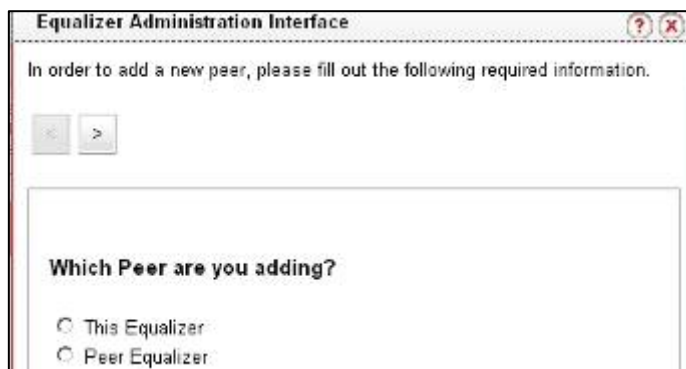 Equalizer Administration Interface
? X
In order to add a new peer, please fill out the following required information.
< >
Which Peer are you adding?
This Equalizer
Peer Equalizer